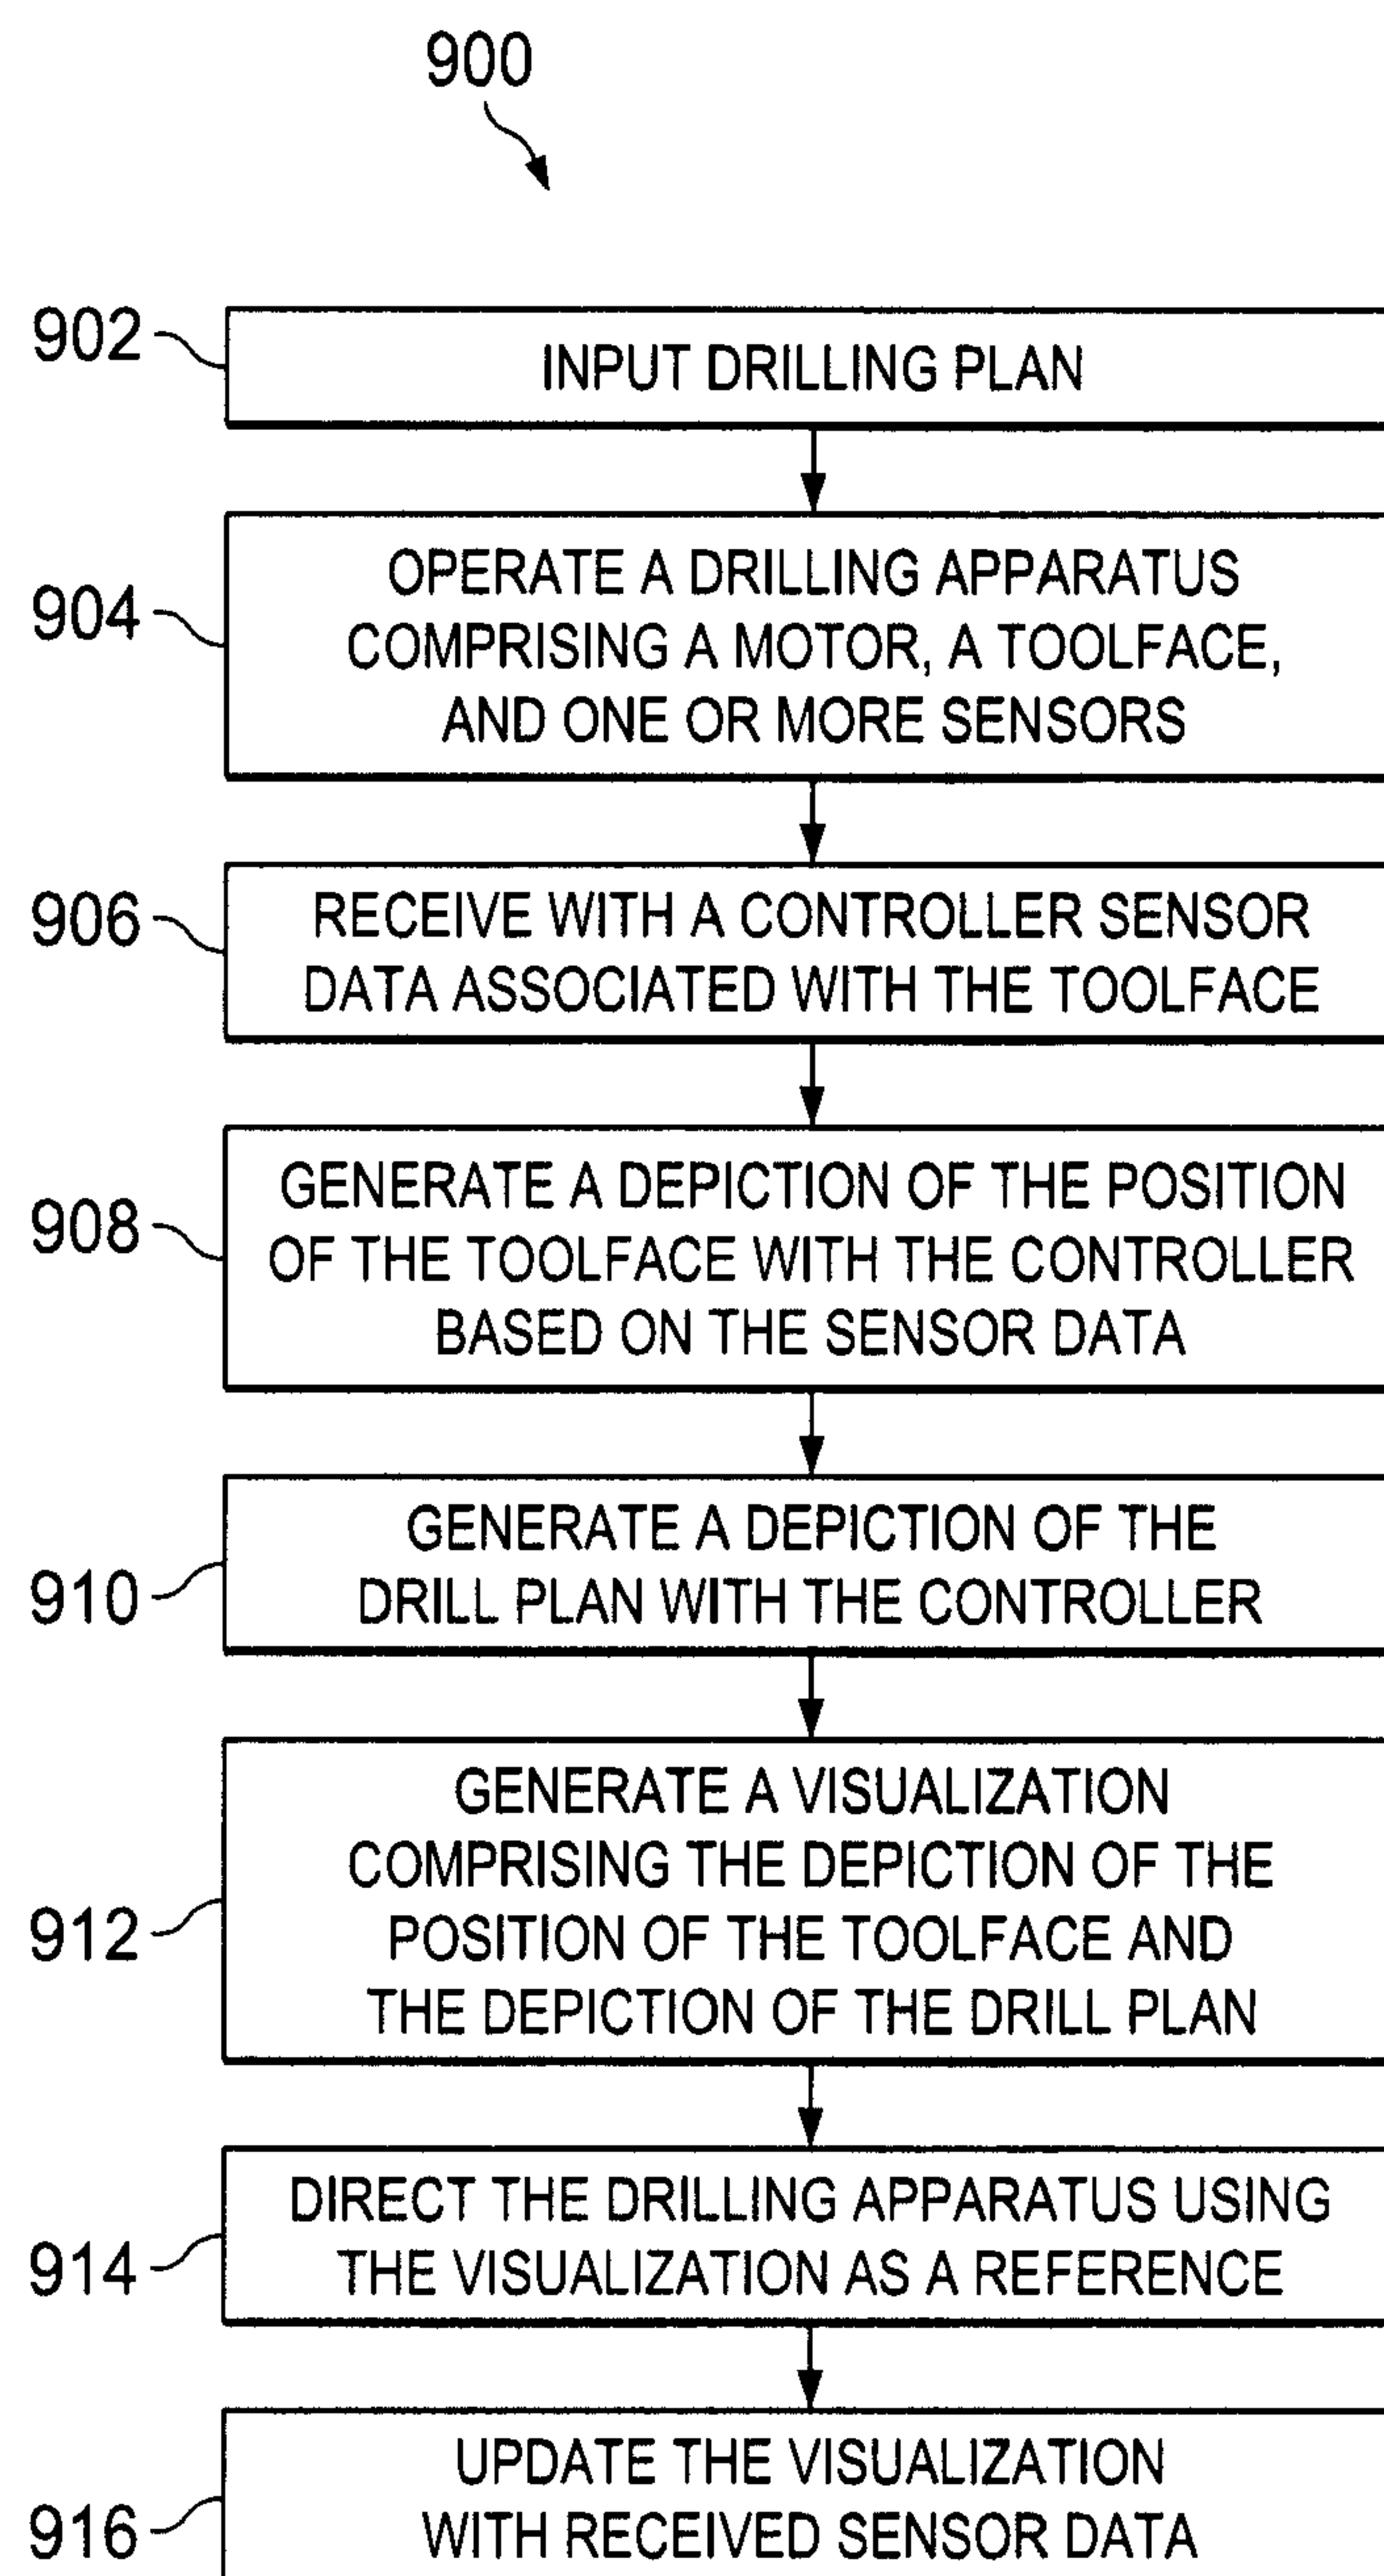 900
902
INPUT DRILLING PLAN
904
OPERATE A DRILLING APPARATUS
COMPRISING A MOTOR, A TOOLFACE,
AND ONE OR MORE SENSORS
906
RECEIVE WITH A CONTROLLER SENSOR
DATA ASSOCIATED WITH THE TOOLFACE
908
GENERATE A DEPICTION OF THE POSITION
OF THE TOOLFACE WITH THE CONTROLLER
BASED ON THE SENSOR DATA
910
GENERATE A DEPICTION OF THE
DRILL PLAN WITH THE CONTROLLER
912
GENERATE A VISUALIZATION
COMPRISING THE DEPICTION OF THE
POSITION OF THE TOOLFACE AND
THE DEPICTION OF THE DRILL PLAN
914
DIRECT THE DRILLING APPARATUS USING
THE VISUALIZATION AS A REFERENCE
916
UPDATE THE VISUALIZATION
WITH RECEIVED SENSOR DATA